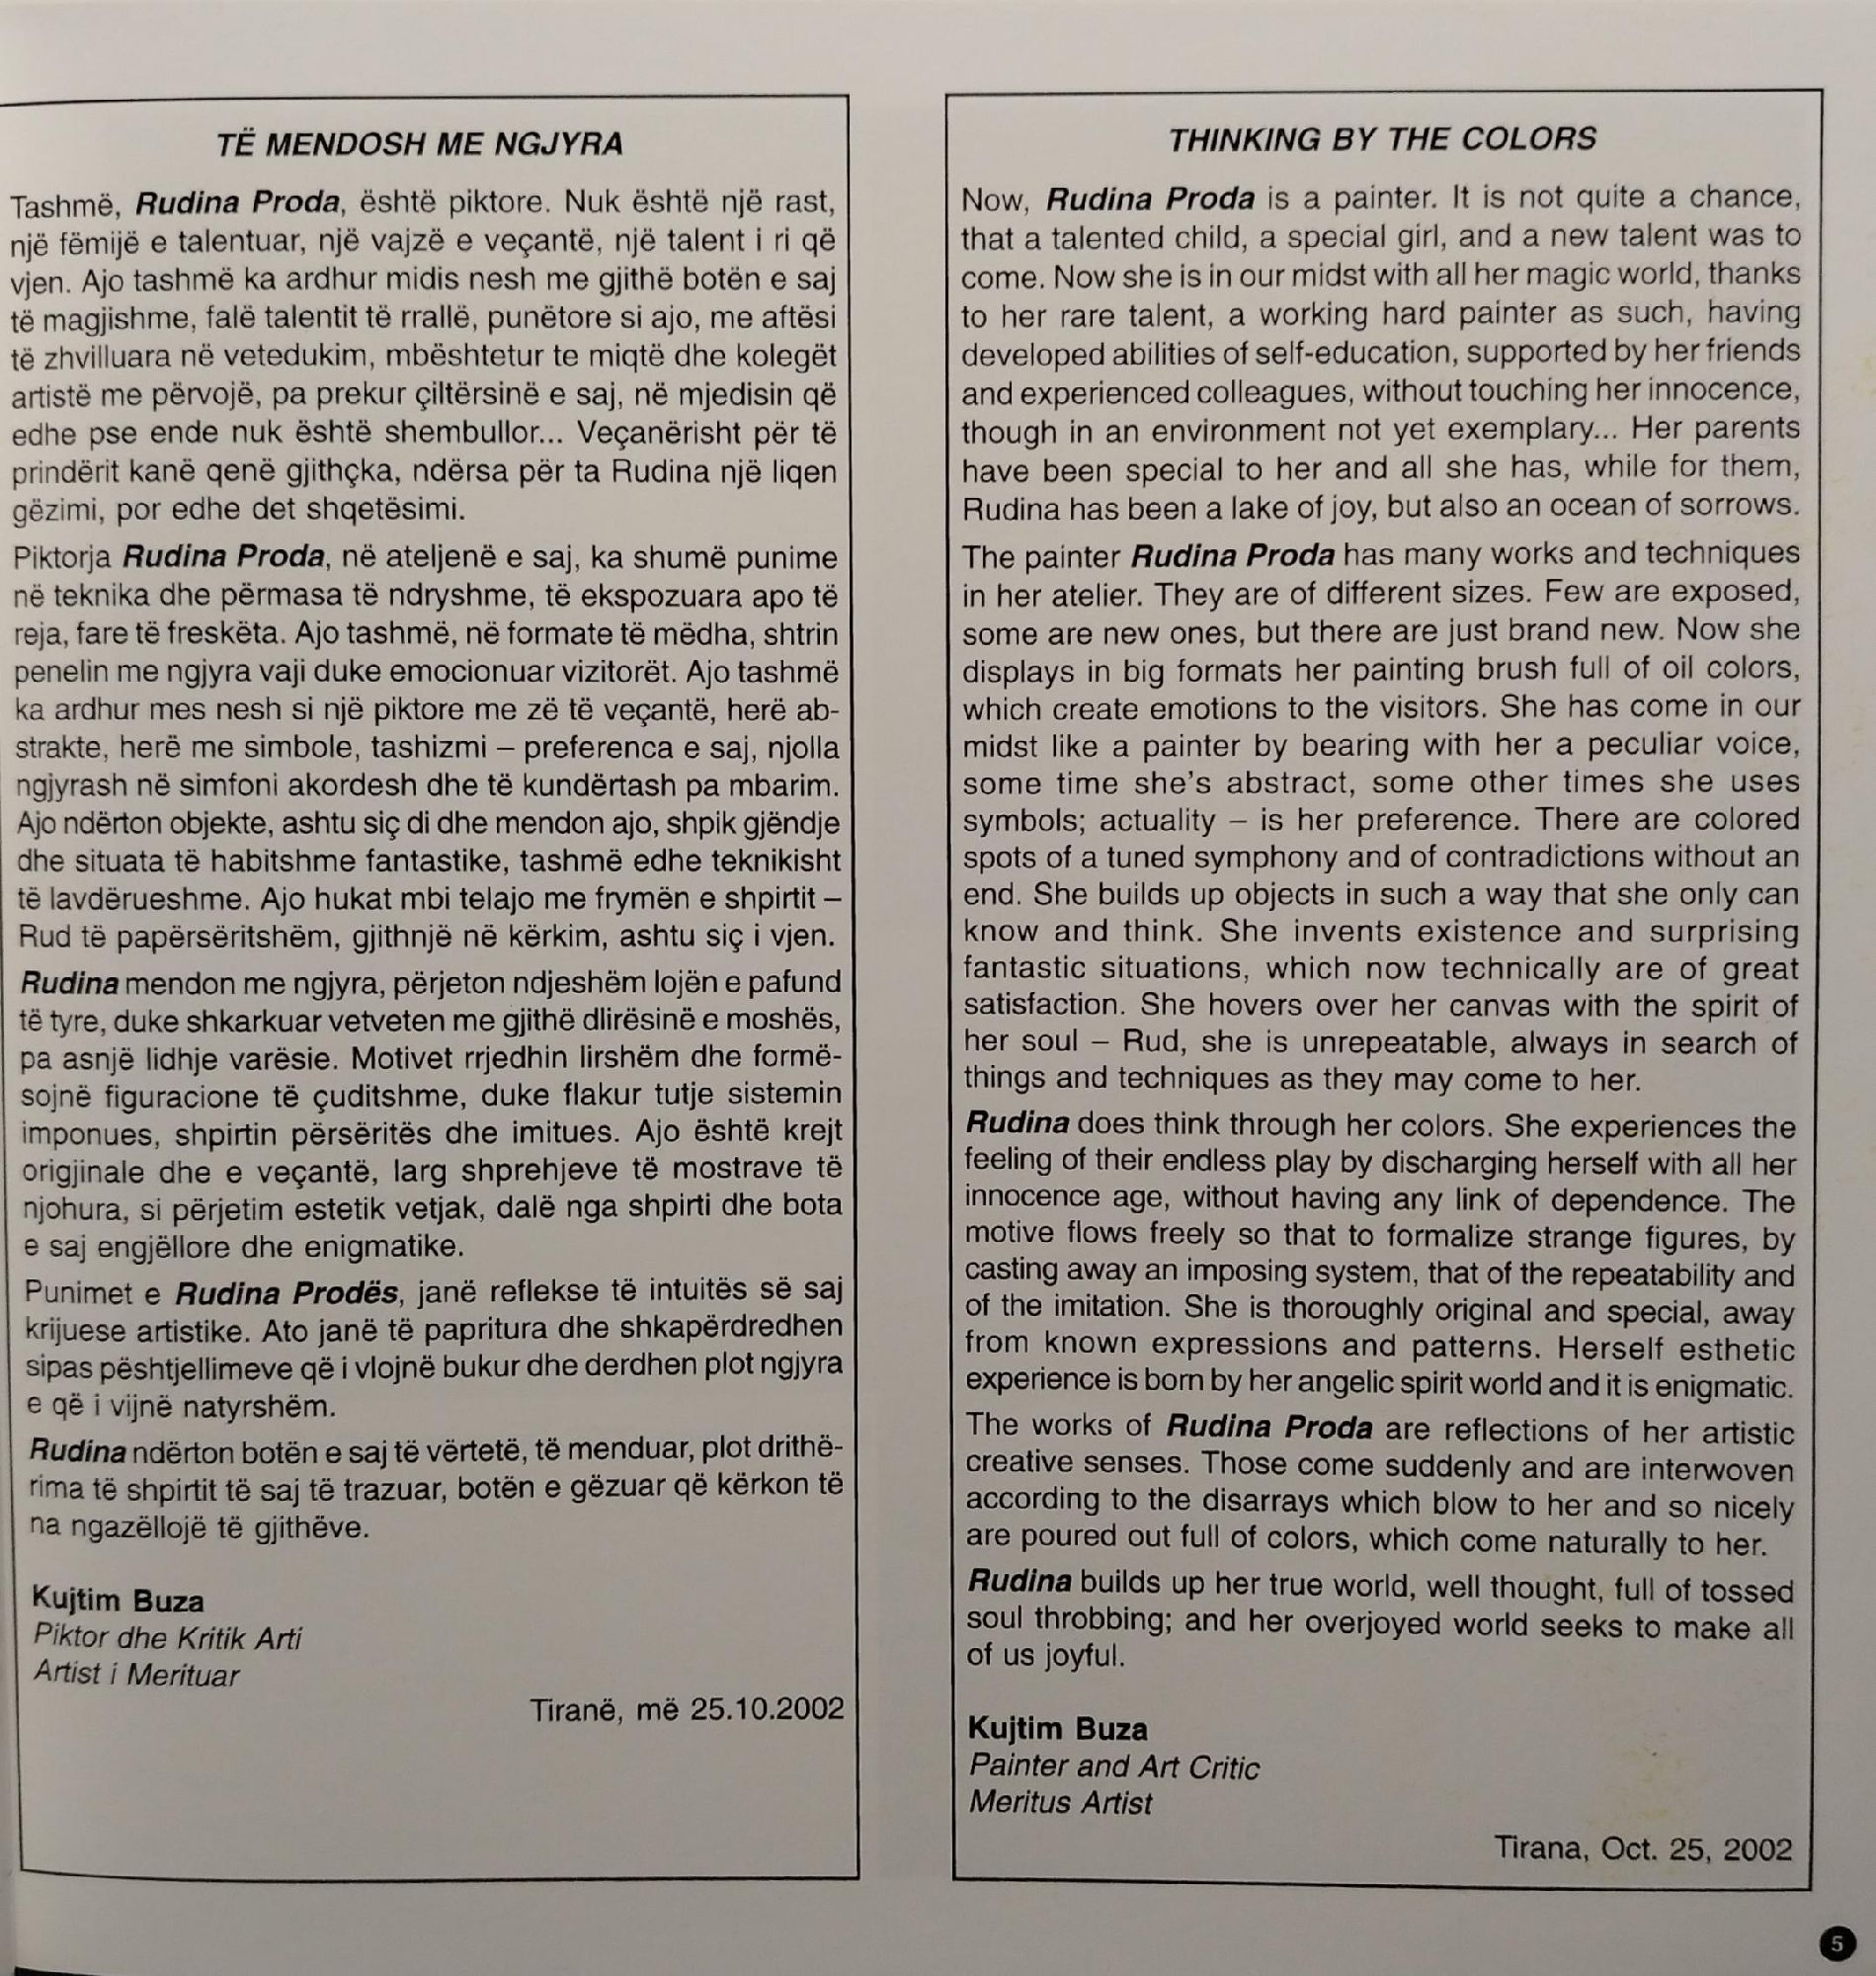 TË MENDOSH ME NGJYRA
Tashmë, Rudina Proda, është piktore. Nuk është një rast,
një fëmijë e talentuar, një vajzë e veçantë, një talent i ri që
vjen. Ajo tashmë ka ardhur midis nesh me gjithë botën e saj
të magjishme, falë talentit të rrallë, punëtore si ajo, me aftësi
të zhvilluara në vetedukim, mbështetur te miqtë dhe kolegët
artistë me përvojë, pa prekur çiltërsinë e saj, në mjedisin që
edhe pse ende nuk është shembullor... Veçanërisht për të
prindërit kanë qenë gjithçka, ndërsa për ta Rudina një liqen
gëzimi, por edhe det shqetësimi.
Piktorja Rudina Proda, në ateljenë e saj, ka shumë punime
në teknika dhe përmasa të ndryshme, të ekspozuara apo të
reja, fare të freskëta. Ajo tashmë, në formate të mëdha, shtrin
penelin me ngjyra vaji duke emocionuar vizitorët. Ajo tashmë
ka ardhur mes nesh si një piktore me zë të veçantë, herë ab-
strakte, herë me simbole, tashizmi – preferenca e saj, njolla
ngjyrash në simfoni akordesh dhe të kundërtash pa mbarim.
Ajo ndërton objekte, ashtu siç di dhe mendon ajo, shpik gjëndje
dhe situata të habitshme fantastike, tashmë edhe teknikisht
të lavdërueshme. Ajo hukat mbi telajo me frymën e shpirtit –
Rud të papërsëritshëm, gjithnjë në kërkim, ashtu siç i vjen.
Rudina mendon me ngjyra, përjeton ndjeshëm lojën e pafund
të tyre, duke shkarkuar vetveten me gjithë dlirësinë e moshës,
pa asnjë lidhje varësie. Motivet rrjedhin lirshëm dhe formë-
sojnë figuracione të çuditshme, duke flakur tutje sistemin
imponues, shpirtin përsëritës dhe imitues. Ajo është krejt
origjinale dhe e veçantë, larg shprehjeve të mostrave të
njohura, si përjetim estetik vetjak, dalë nga shpirti dhe bota
e saj engjëllore dhe enigmatike.
Punimet e Rudina Prodës, janë reflekse të intuitës së saj
krijuese artistike. Ato janë të papritura dhe shkapërdredhen
sipas pështjellimeve që i vlojnë bukur dhe derdhen plot ngjyra
e që i vijnë natyrshëm.
Rudina ndërton botën e saj të vërtetë, të menduar, plot drithë-
rima të shpirtit të saj të trazuar, botën e gëzuar që kërkon të
na ngazëllojë të gjithëve.
Kujtim Buza
Piktor dhe Kritik Arti
Artist i Merituar
Tiranë, më 25.10.2002
THINKING BY THE COLORS
Now, Rudina Proda is a painter. It is not quite a chance,
that a talented child, a special girl, and a new talent was to
come. Now she is in our midst with all her magic world, thanks
to her rare talent, a working hard painter as such, having
developed abilities of self-education, supported by her friends
and experienced colleagues, without touching her innocence,
though in an environment not yet exemplary... Her parents
have been special to her and all she has, while for them,
Rudina has been a lake of joy, but also an ocean of sorrows.
The painter Rudina Proda has many works and techniques
in her atelier. They are of different sizes. Few are exposed,
some are new ones, but there are just brand new. Now she
displays in big formats her painting brush full of oil colors,
which create emotions to the visitors. She has come in our
midst like a painter by bearing with her a peculiar voice,
some time she's abstract, some other times she uses
symbols; actuality – is her preference. There are colored
spots of a tuned symphony and of contradictions without an
end. She builds up objects in such a way that she only can
know and think. She invents existence and surprising
fantastic situations, which now technically are of great
satisfaction. She hovers over her canvas with the spirit of
her soul – Rud, she is unrepeatable, always in search of
things and techniques as they may come to her.
Rudina does think through her colors. She experiences the
feeling of their endless play by discharging herself with all her
innocence age, without having any link of dependence. The
motive flows freely so that to formalize strange figures, by
casting away an imposing system, that of the repeatability and
of the imitation. She is thoroughly original and special, away
from known expressions and patterns. Herself esthetic
experience is born by her angelic spirit world and it is enigmatic.
The works of Rudina Proda are reflections of her artistic
creative senses. Those come suddenly and are interwoven
according to the disarrays which blow to her and so nicely
are poured out full of colors, which come naturally to her.
Rudina builds up her true world, well thought, full of tossed
soul throbbing; and her overjoyed world seeks to make all
of us joyful.
Kujtim Buza
Painter and Art Critic
Meritus Artist
Tirana, Oct. 25, 2002
5